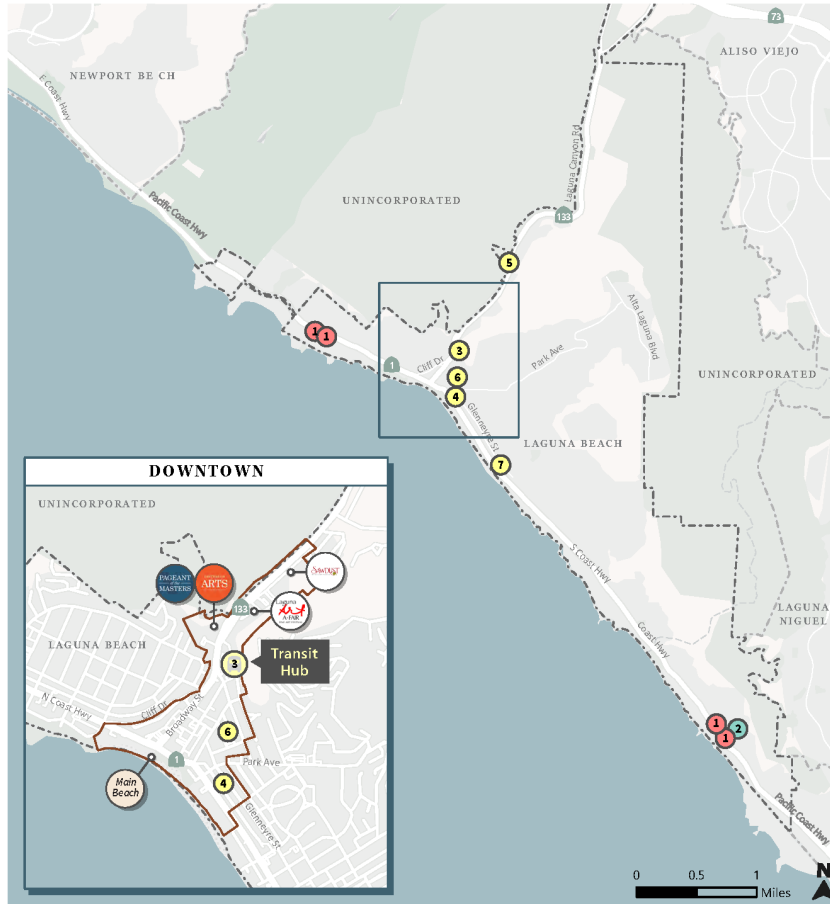 73
ALISO VIEJO
NEWPORT BE CH
E Coast Hwy
Laguna Canyon Rd
Pacific Coast Hwy
UNINCORPORATED
133
5
Alta Laguna Blvd
1
1
3
Cliff Dr
Park Ave
1
6
4
UNINCORPORATED
Glenneyre St
LAGUNA BEACH
7
DOWNTOWN
UNINCORPORATED
S Coast Hwy
PAGEANT
of the
MASTERS
ARTS
SAWDUST
133
Laguna
Art
A-FAIR
LAGUNA
NIGUEL
LAGUNA BEACH
Coast Hwy
3
Transit
Hub
N Coast Hwy
Cliff Dr
Broadway St
6
1
2
1
1
Park Ave
Main
Beach
4
Glenneyre St
Pacific Coast Hwy
0 0.5 1
Miles
N